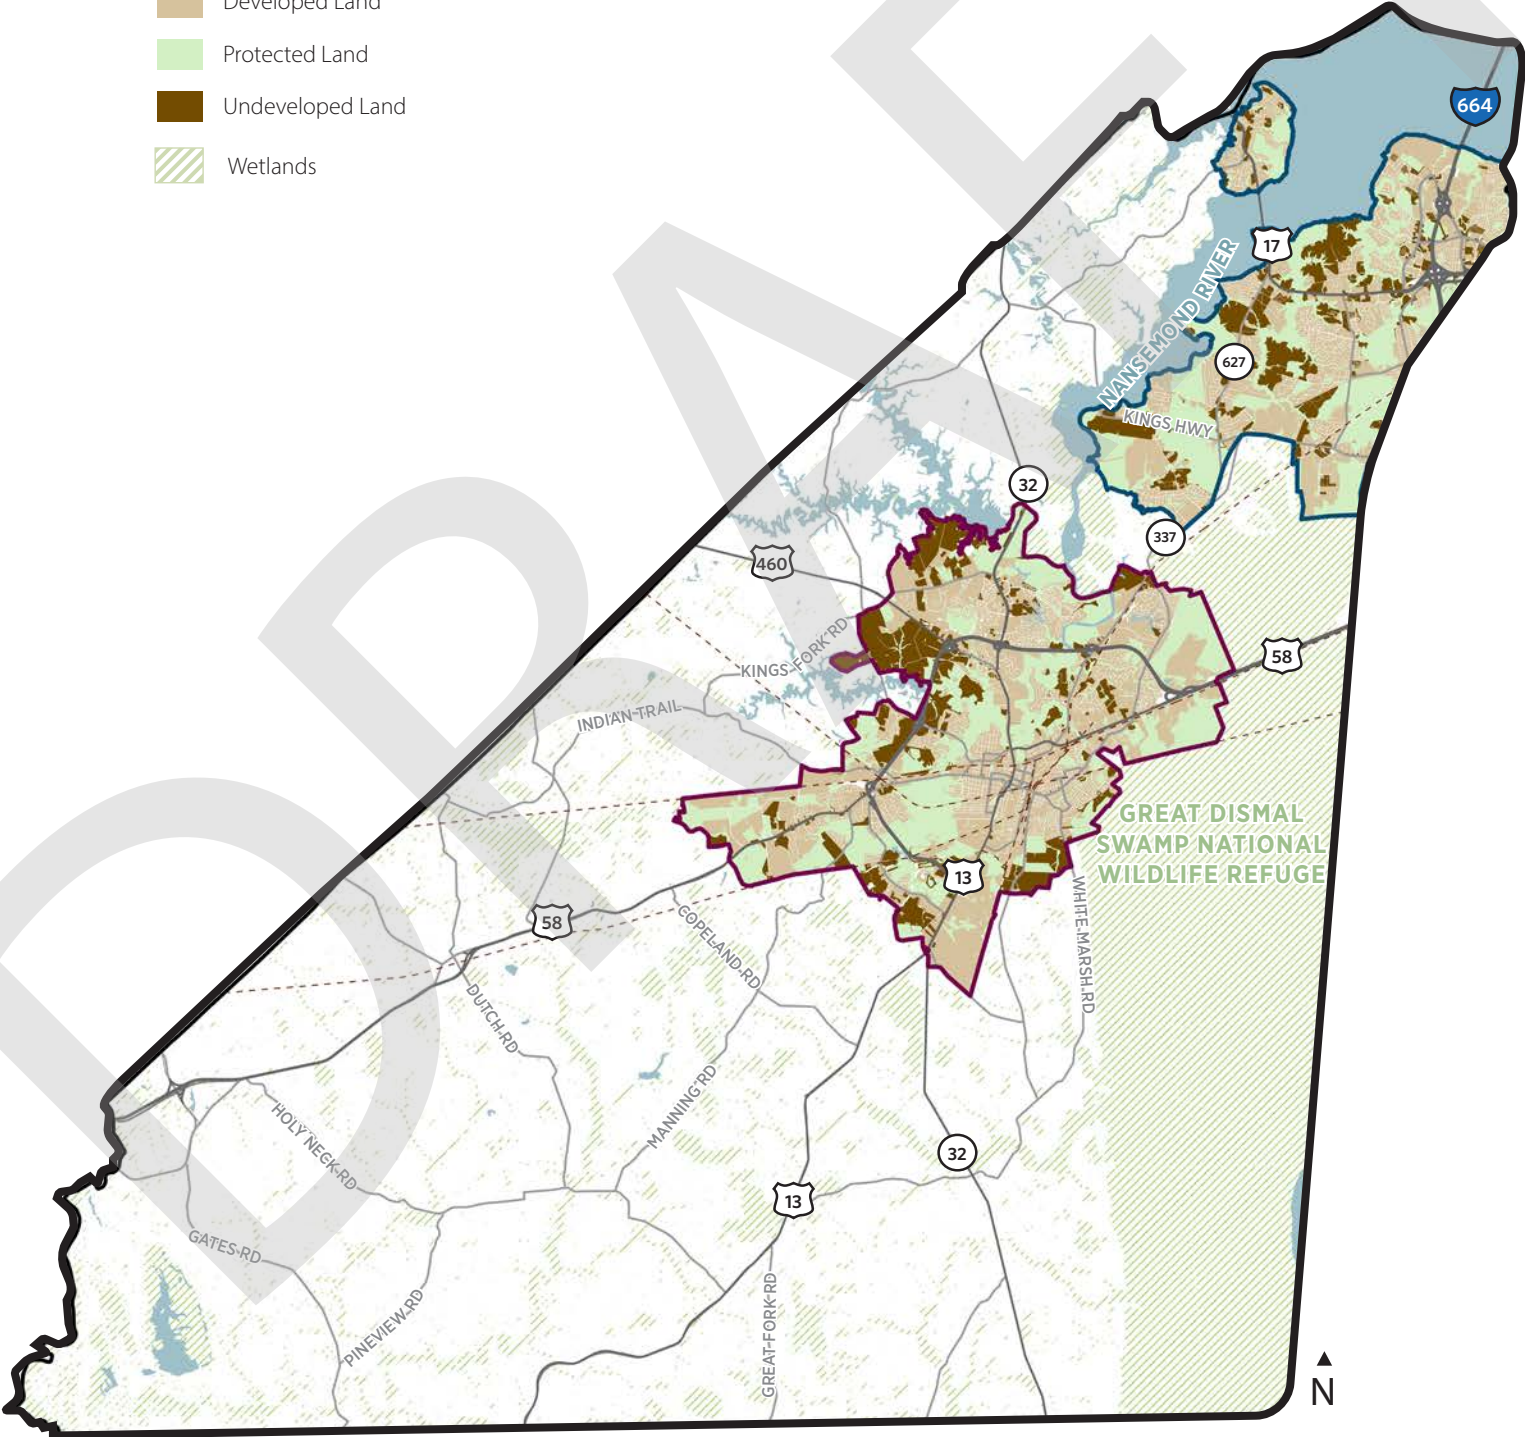 Developed Land
Protected Land
Undeveloped Land
Wetlands
664
17
NANSEMOND RIVER
627
KINGS HWY
32
337
460
KINGS FORK RD
58
INDIAN TRAIL
GREAT DISMAL
SWAMP NATIONAL
WILDLIFE REFUGE
13
58
COPELAND RD
WHITE MARSH RD
DUTCH RD
MANNING RD
HOLY NECK RD
32
13
GATES RD
PINEVIEW RD
GREAT FORK RD
N
DRAFT